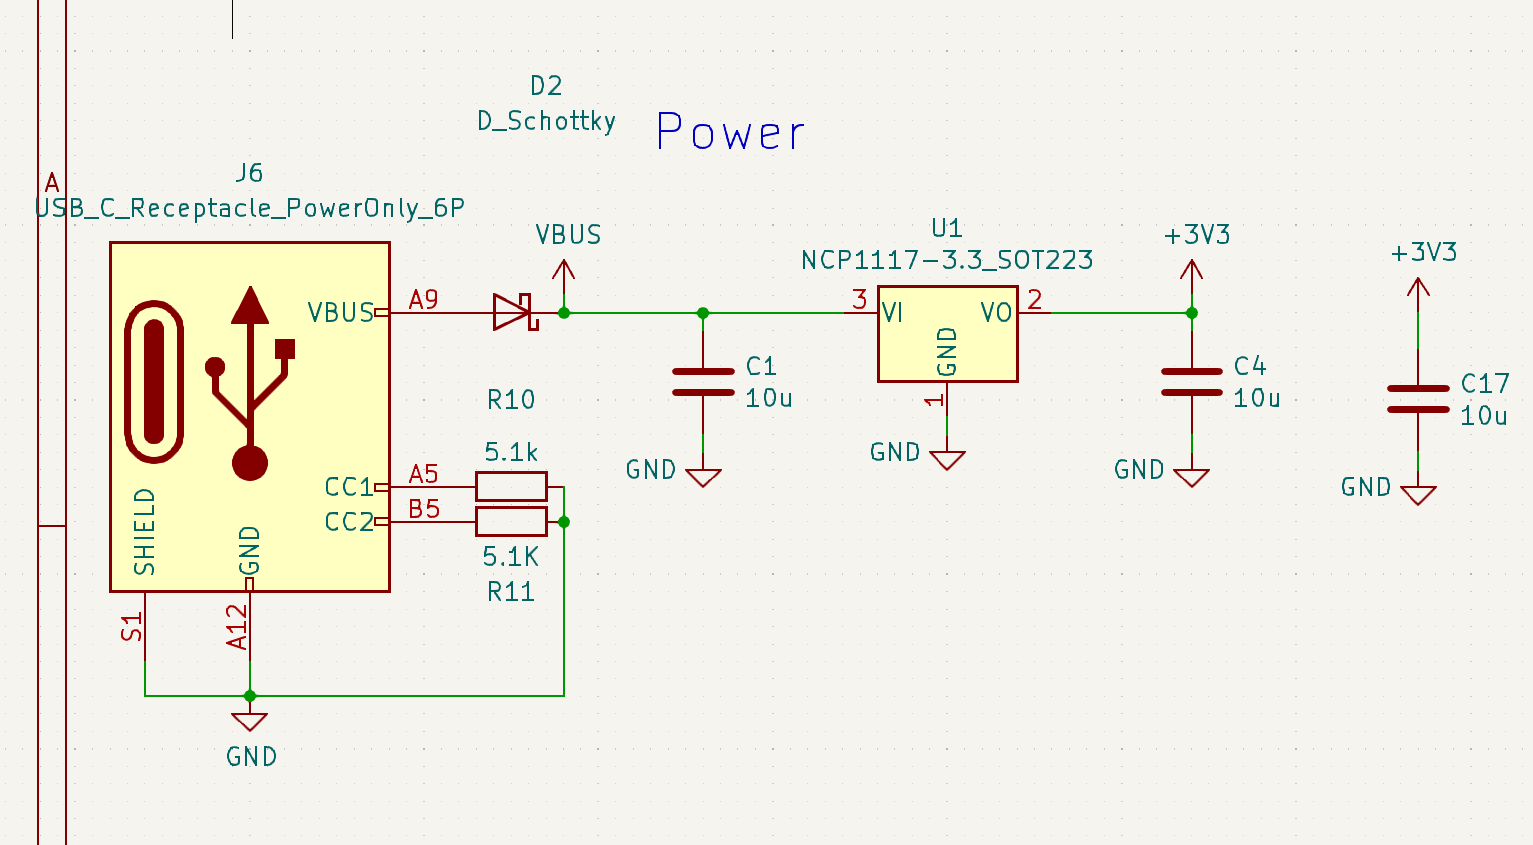 D2
D_Schottky
Power
A
J6
USB_C_Receptacle_PowerOnly_6P
VBUS
U1
NCP1117-3.3_SOT223
+3V3
+3V3
VBUS
A9
3
VI
VO
2
GND
1
GND
C1
10u
GND
C4
10u
GND
C17
10u
GND
R10
5.1k
CC1
A5
CC2
B5
5.1K
R11
SHIELD
GND
S1
A12
GND